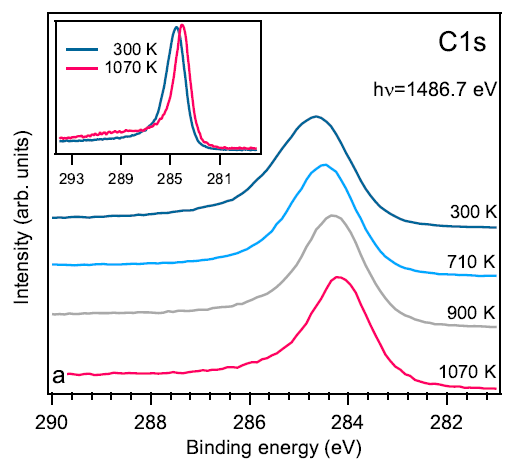 C1s
hν=1486.7 eV
300 K
1070 K
293 289 285 281
300 K
710 K
900 K
1070 K
a
290 288 286 284 282
Binding energy (eV)
Intensity (arb. units)